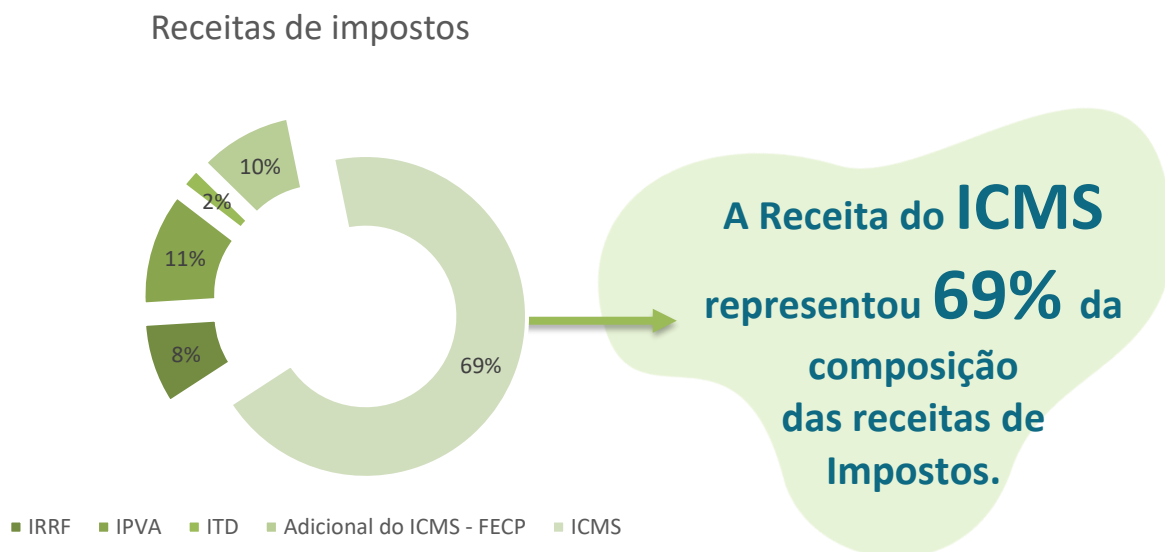 Receitas de impostos
10%
2%
11%
8%
69%
A Receita do ICMS
representou 69% da
composição
das receitas de
Impostos.
IRRF IPVA ITD Adicional do ICMS - FECP ICMS